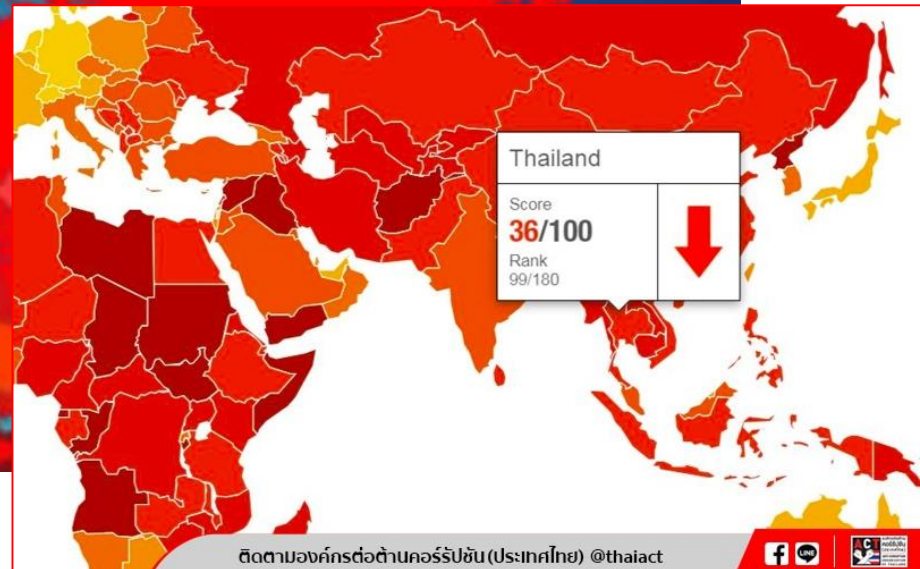 Thailand
Score
36/100
Rank
99/180
ติดตามองค์กรต่อต้านคอร์รัปชัน (ประเทศไทย) @thaiact
LINE
ACT